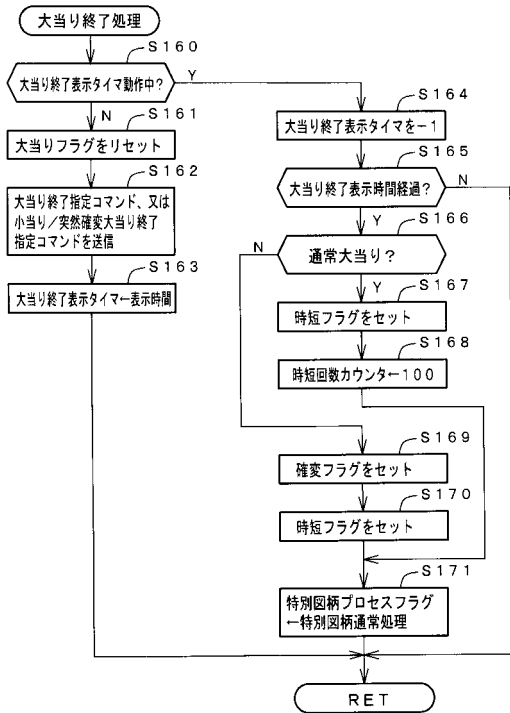 大当り終了処理
S160
大当り終了表示タイマ動作中?
Y
N
S161
大当りフラグをリセット
S162
大当り終了指定コマンド、又は
小当り/突然確変大当り終了
指定コマンドを送信
S163
大当り終了表示タイマ←表示時間
S164
大当り終了表示タイマを−1
S165
大当り終了表示時間経過?
N
Y
S166
通常大当り?
N
Y
S167
時短フラグをセット
S168
時短回数カウンタ←100
S169
確変フラグをセット
S170
時短フラグをセット
S171
特別図柄プロセスフラグ
←特別図柄通常処理
RET